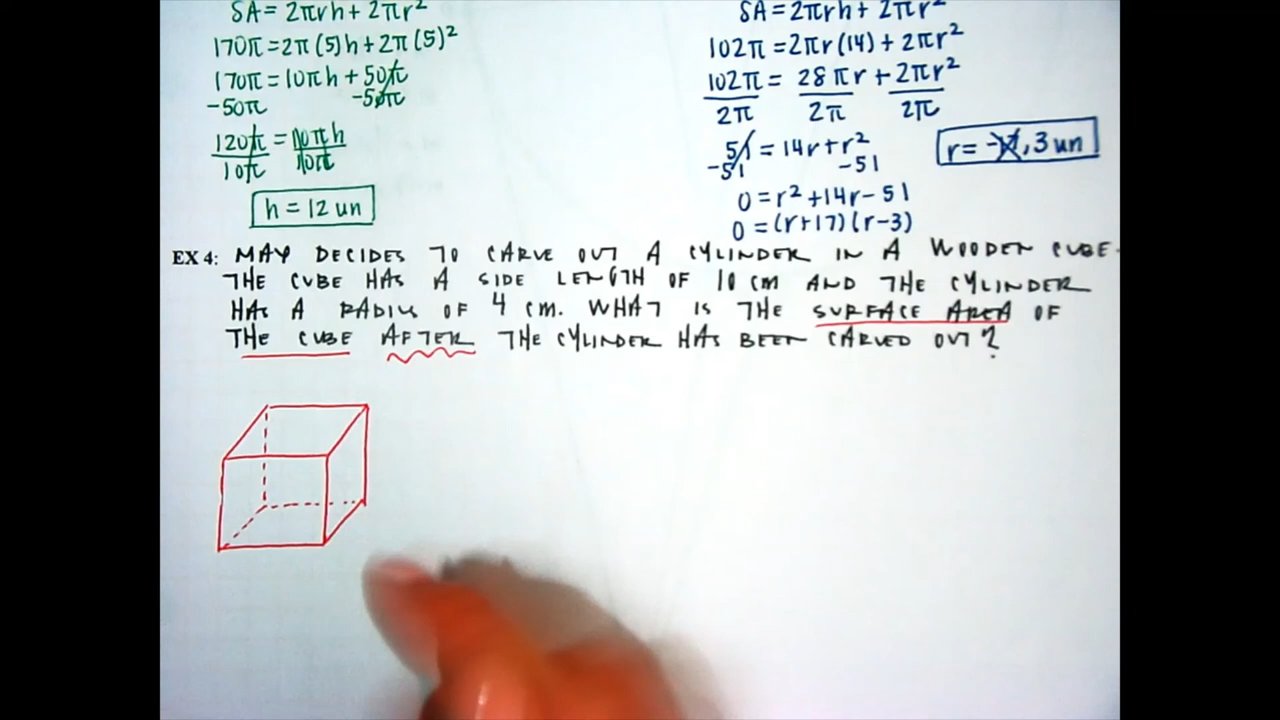 SA = 2πrh + 2πr²
170π = 2π(5)h + 2π(5)²
170π = 10πh + 50π
-50π -50π
120π = 10πh
10π 10π
h = 12 un
SA = 2πrh + 2πr²
102π = 2πr(14) + 2πr²
102π = 28πr + 2πr²
2π 2π 2π
51 = 14r + r²
-51 -51
0 = r² + 14r - 51
0 = (r+17)(r-3)
r = -17, 3 un
EX 4: MAY DECIDES TO CARVE OUT A CYLINDER IN A WOODEN CUBE.
THE CUBE HAS A SIDE LENGTH OF 10 CM AND THE CYLINDER
HAS A RADIUS OF 4 CM. WHAT IS THE SURFACE AREA OF
THE CUBE AFTER THE CYLINDER HAS BEEN CARVED OUT?